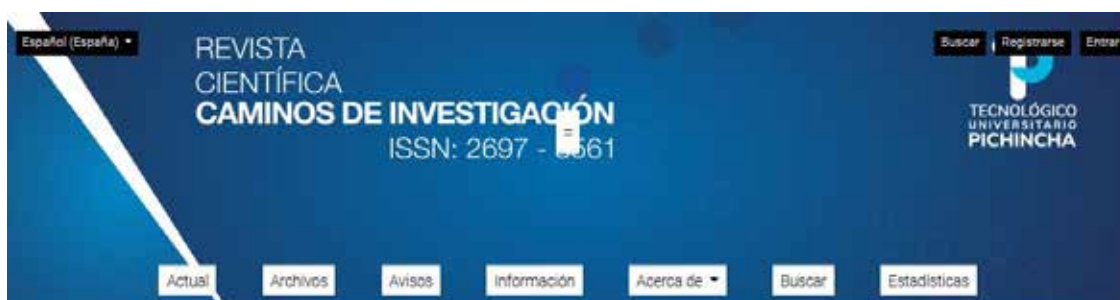 Español (España)
Buscar Registrarse Entrar
REVISTA
CIENTÍFICA
CAMINOS DE INVESTIGACIÓN
ISSN: 2697 -
TECNOLÓGICO
UNIVERSITARIO
PICHINCHA
Actual Archivos Avisos Información Acerca de Buscar Estadísticas